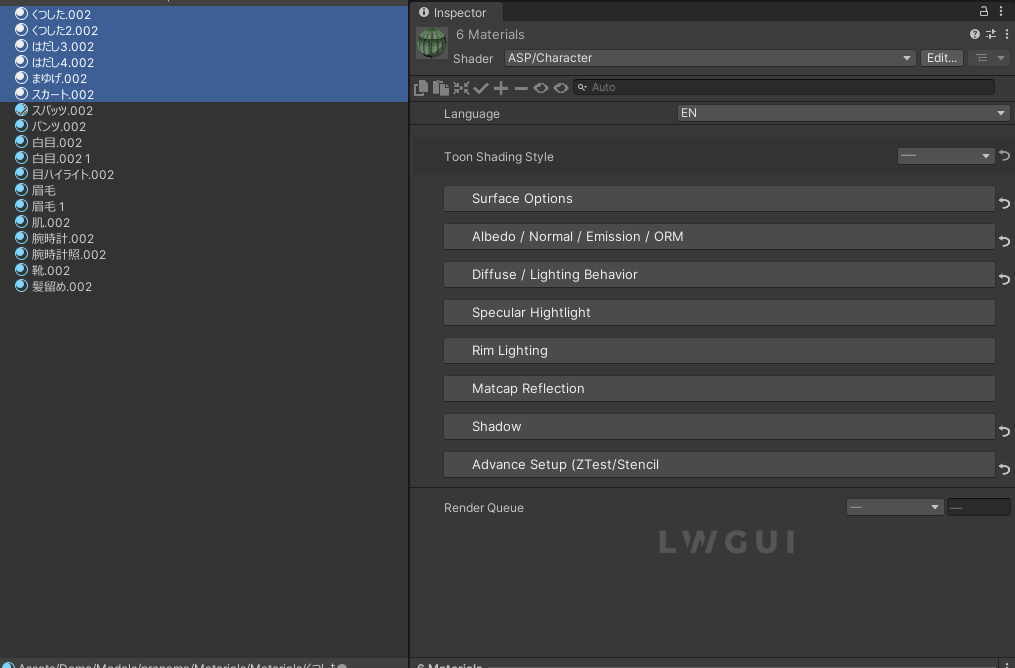 くつした.002
くつした2.002
はだし3.002
はだし4.002
まゆげ.002
スカート.002
スパッツ.002
パンツ.002
白目.002
白目.002 1
目ハイライト.002
眉毛
眉毛 1
肌.002
腕時計.002
腕時計照.002
靴.002
髪留め.002
Inspector
6 Materials
Shader ASP/Character Edit...
Auto
Language EN
Toon Shading Style —
Surface Options
Albedo / Normal / Emission / ORM
Diffuse / Lighting Behavior
Specular Hightlight
Rim Lighting
Matcap Reflection
Shadow
Advance Setup (ZTest/Stencil
Render Queue — —
LWGUI
6 Materials